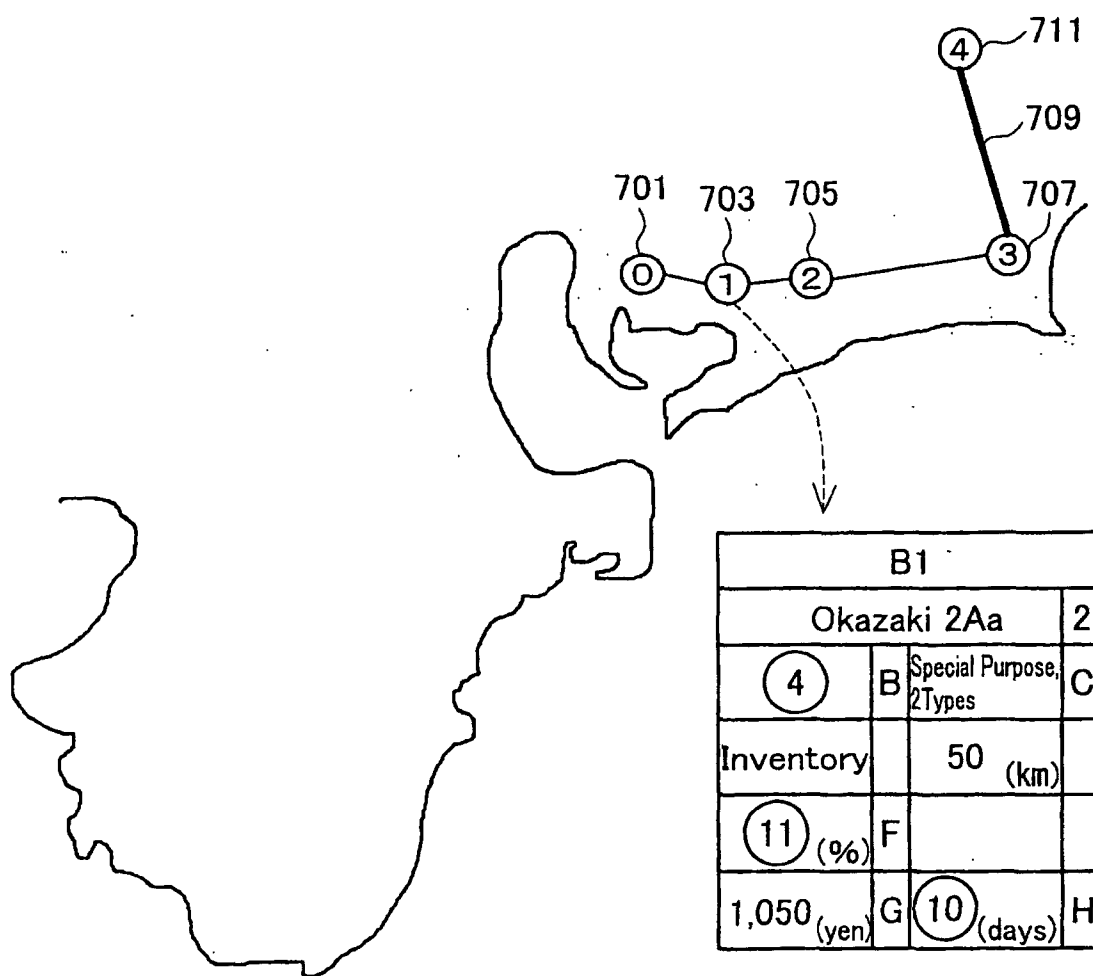 4 711
709
701 703 705 707
0 1 2 3
B1
Okazaki 2Aa 2
4 B Special Purpose, C
2Types
Inventory 50 (km)
11 (%) F
1,050 (yen) G 10 (days) H